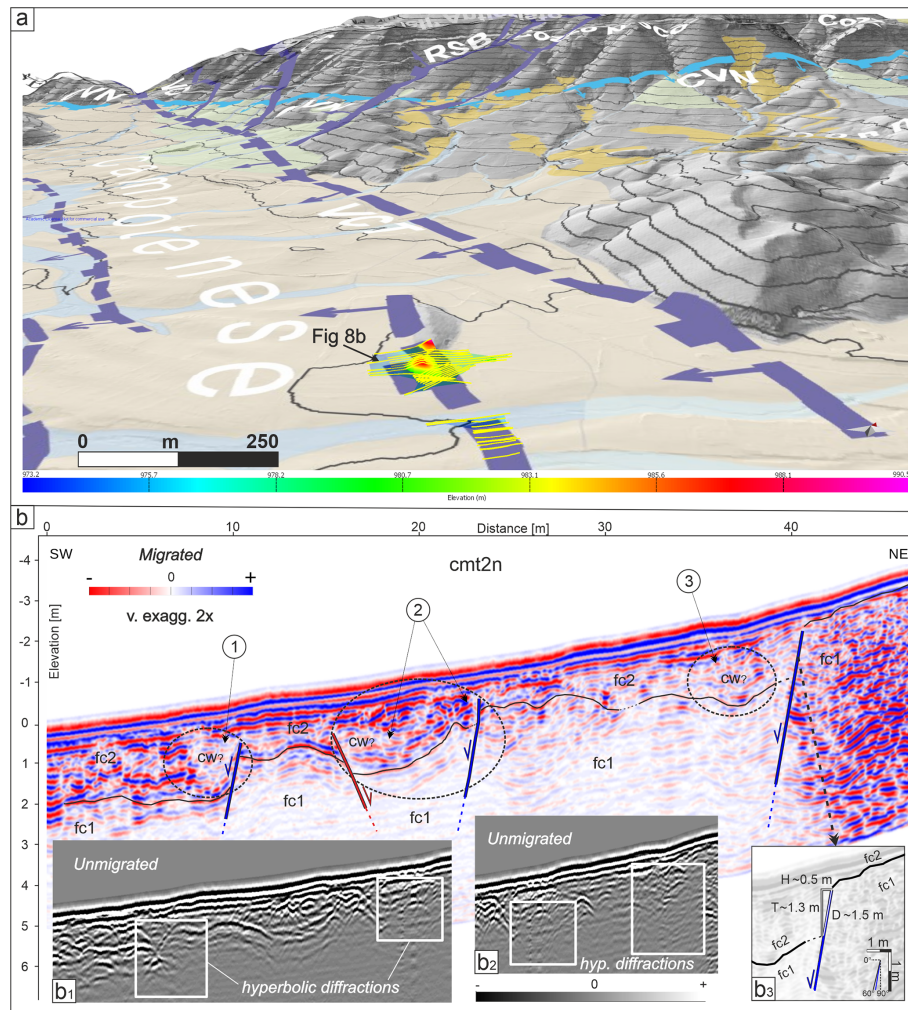 a
RSB
CVN
VCT
Campotenese
Fig 8b
0 m 250
973.2 975.7 978.2 980.7 983.1 985.6 988.1 990.5
Elevation (m)
b
0 10 20 30 40
Distance [m]
SW
NE
Migrated
cmt2n
- 0 +
v. exagg. 2x
Elevation [m]
-4
-3
-2
-1
0
1
2
3
4
5
6
1
2
3
cw?
cw?
cw?
fc2
fc2
fc2
fc1
fc1
fc1
fc1
Unmigrated
hyperbolic diffractions
b1
Unmigrated
hyp. diffractions
b2
- 0 +
fc2
fc1
H ~0.5 m
T~1.3 m
D ~1.5 m
fc2
fc1
1 m
1 m
0°
60°
90°
b3